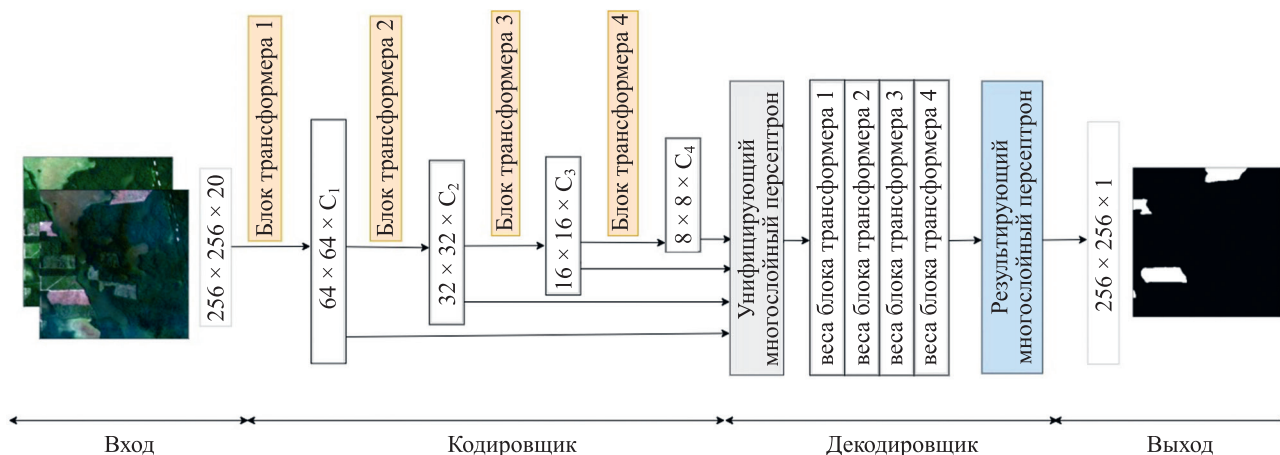 256 × 256 × 20
Блок трансформера 1
64 × 64 × C₁
Блок трансформера 2
32 × 32 × C₂
Блок трансформера 3
16 × 16 × C₃
Блок трансформера 4
8 × 8 × C₄
Унифицирующий
многослойный персептрон
веса блока трансформера 1
веса блока трансформера 2
веса блока трансформера 3
веса блока трансформера 4
Результирующий
многослойный персептрон
256 × 256 × 1
Вход
Кодировщик
Декодировщик
Выход